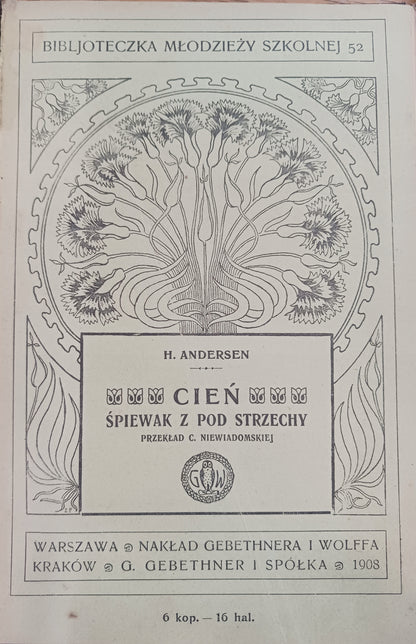 BIBLJOTECZKA MŁODZIEŻY SZKOLNEJ 52
H. ANDERSEN
CIEŃ
ŚPIEWAK Z POD STRZECHY
PRZEKŁAD C. NIEWIADOMSKIEJ
G W
WARSZAWA NAKŁAD GEBETHNERA I WOLFFA
KRAKÓW G. GEBETHNER I SPÓŁKA 1908
6 kop. — 16 hal.